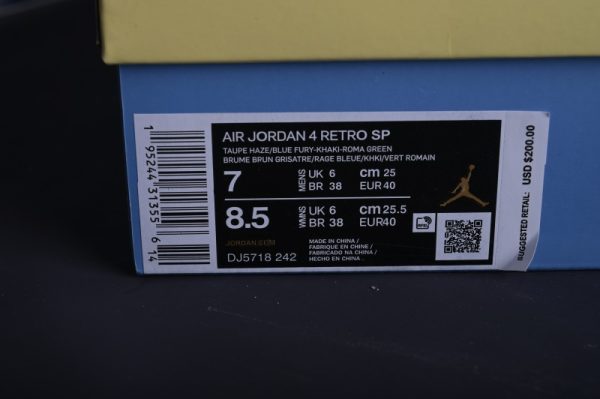 AIR JORDAN 4 RETRO SP
TAUPE HAZE/BLUE FURY-KHAKI-ROMA GREEN
BRUME BRUN GRISATRE/RAGE BLEUE/KHKI/VERT ROMAIN
7 MENS UK 6 cm 25
BR 38 EUR 40
8.5 WMNS UK 6 cm 25.5
BR 38 EUR40
JORDAN.COM
DJ5718 242
MADE IN CHINA/
FABRIQUE EN CHINE/
FABRICADO NA CHINA/
HECHO EN CHINA/
RFID
1 95244 31355 6 14
SUGGESTED RETAIL: USD $200.00